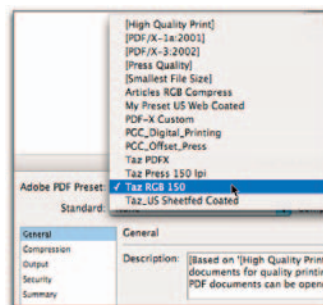 [High Quality Print]
[PDF/X-1a:2001]
[PDF/X-3:2002]
[Press Quality]
[Smallest File Size]
Articles RGB Compress
My Preset US Web Coated
PDF-X Custom
PGC_Digital_Printing
PGC_Offset_Press
Taz PDFX
Taz Press 150 lpi
Adobe PDF Preset: ✓ Taz RGB 150
Standard: Taz_US Sheetfed Coated
General General
Compression Description: [Based on '[High Quality Print
Output documents for quality printin
Security PDF documents can be open
Summary